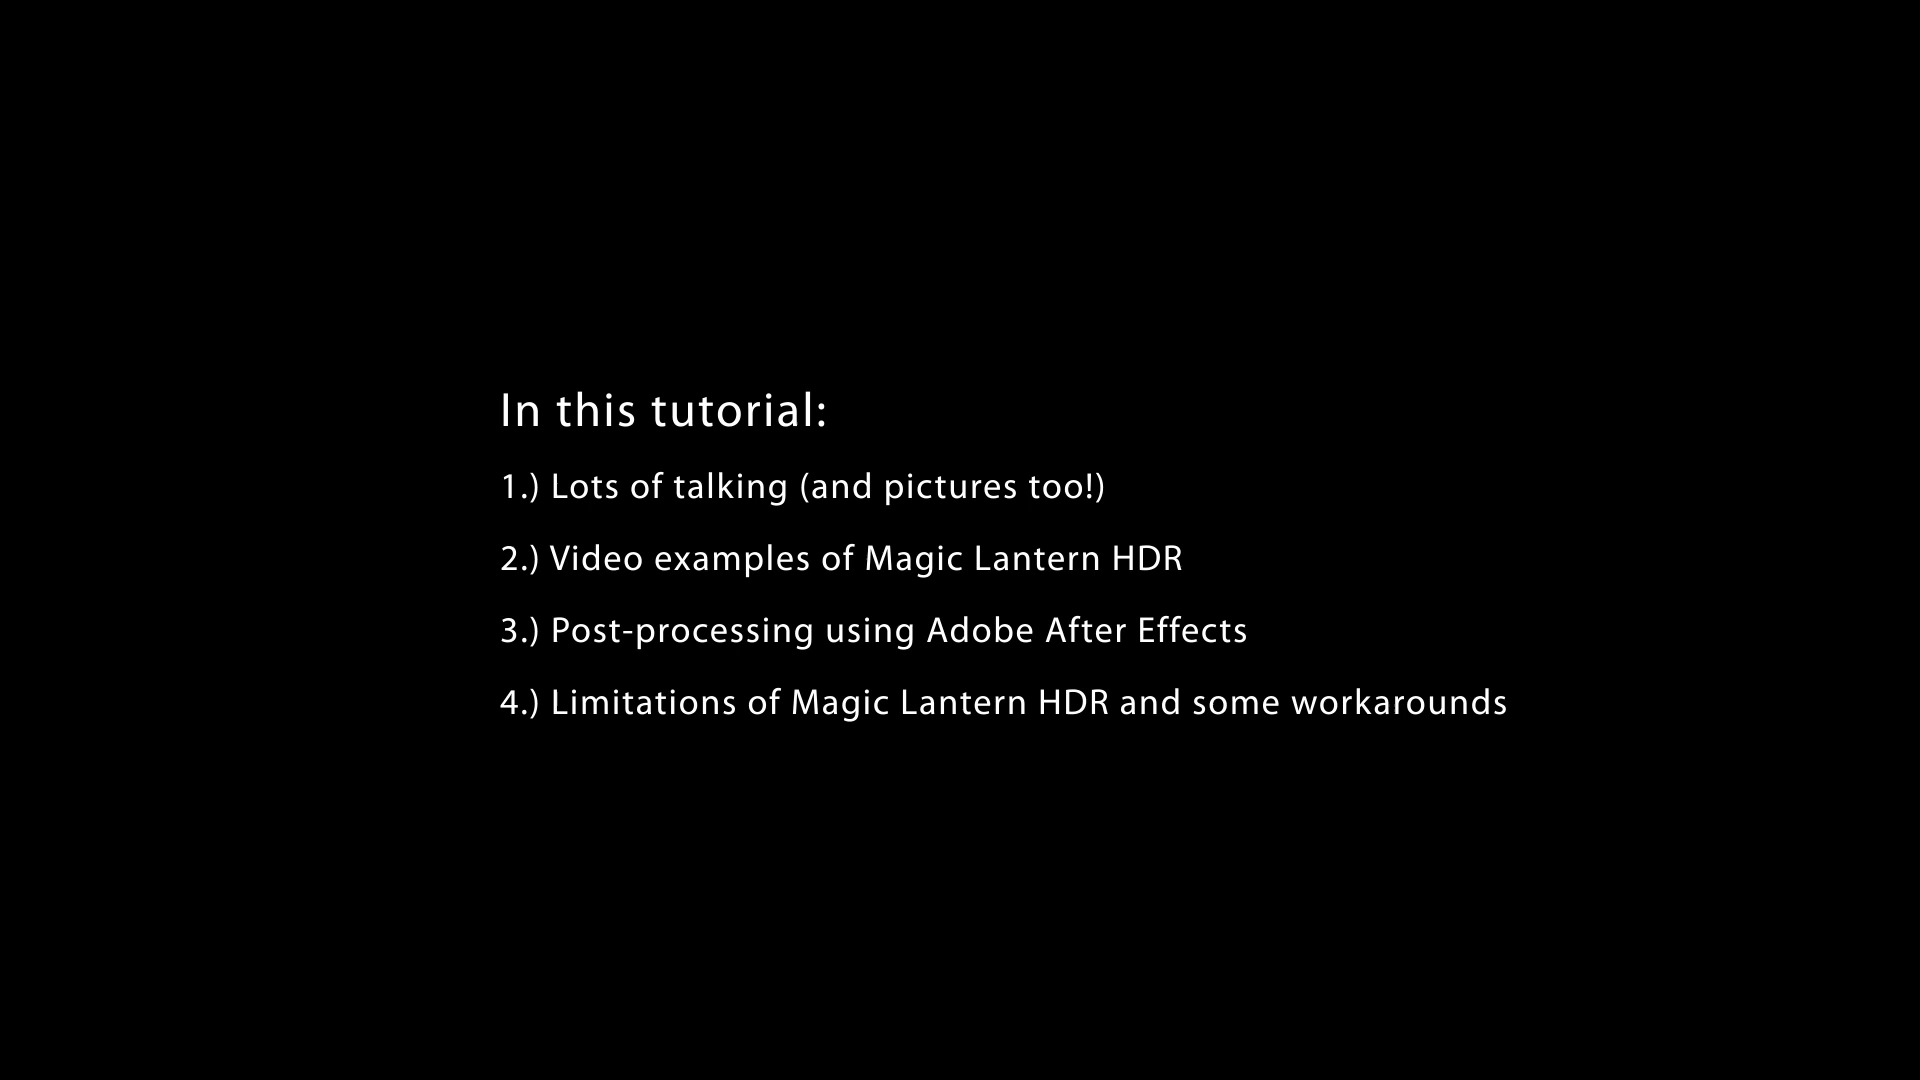 In this tutorial:
1.) Lots of talking (and pictures too!)
2.) Video examples of Magic Lantern HDR
3.) Post-processing using Adobe After Effects
4.) Limitations of Magic Lantern HDR and some workarounds